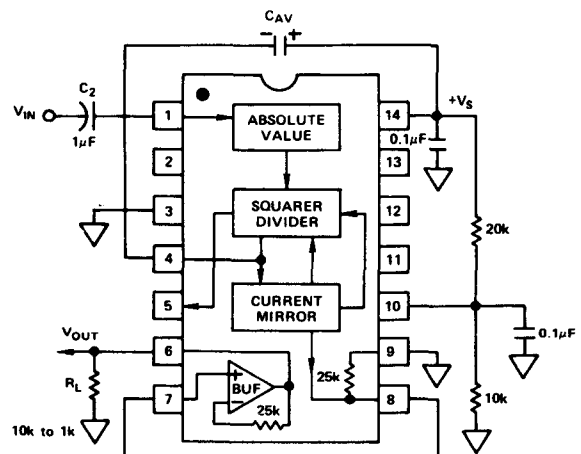 CAV
- +
C2
VIN
1μF
+VS
0.1μF
1
2
3
4
5
6
7
14
13
12
11
10
9
8
ABSOLUTE
VALUE
SQUARER
DIVIDER
CURRENT
MIRROR
20k
0.1μF
10k
VOUT
RL
10k to 1k
+
-
BUF
25k
25k